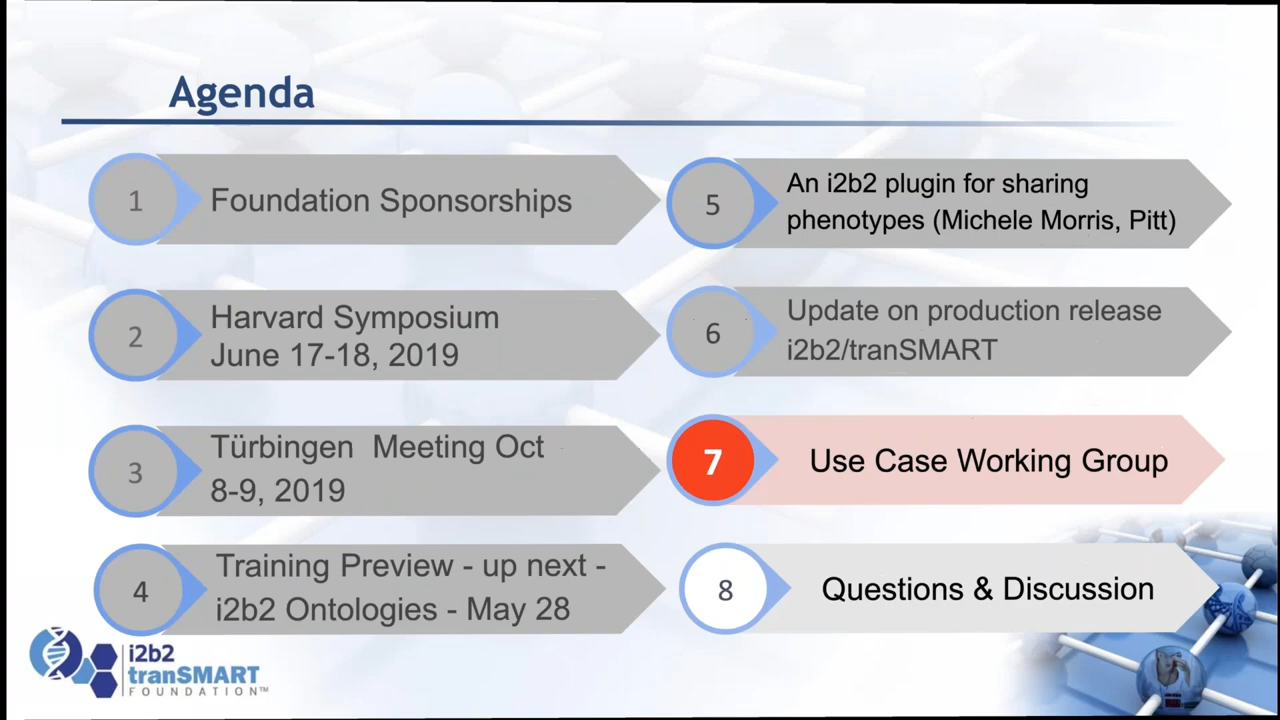 Agenda
1
Foundation Sponsorships
2
Harvard Symposium
June 17-18, 2019
3
Türbingen Meeting Oct
8-9, 2019
4
Training Preview - up next -
i2b2 Ontologies - May 28
5
An i2b2 plugin for sharing
phenotypes (Michele Morris, Pitt)
6
Update on production release
i2b2/tranSMART
7
Use Case Working Group
8
Questions & Discussion
i2b2
tranSMART
FOUNDATION™